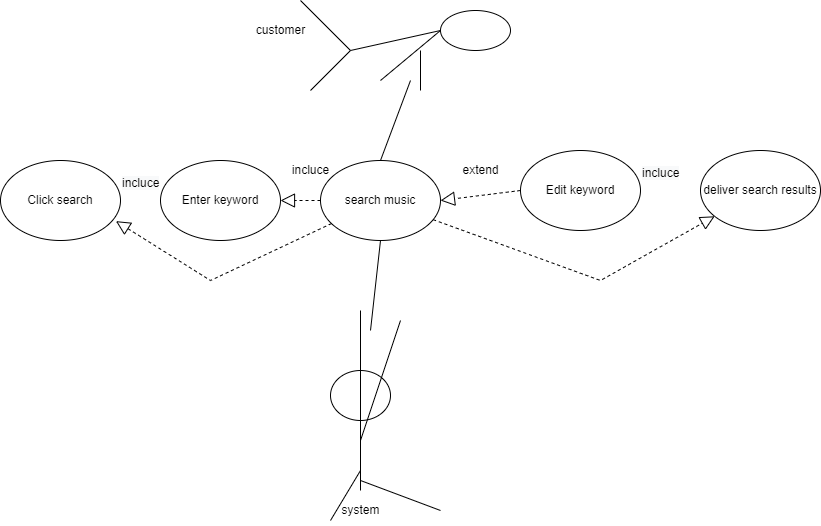 customer
incluce
incluce
extend
incluce
Click search
Enter keyword
search music
Edit keyword
deliver search results
system